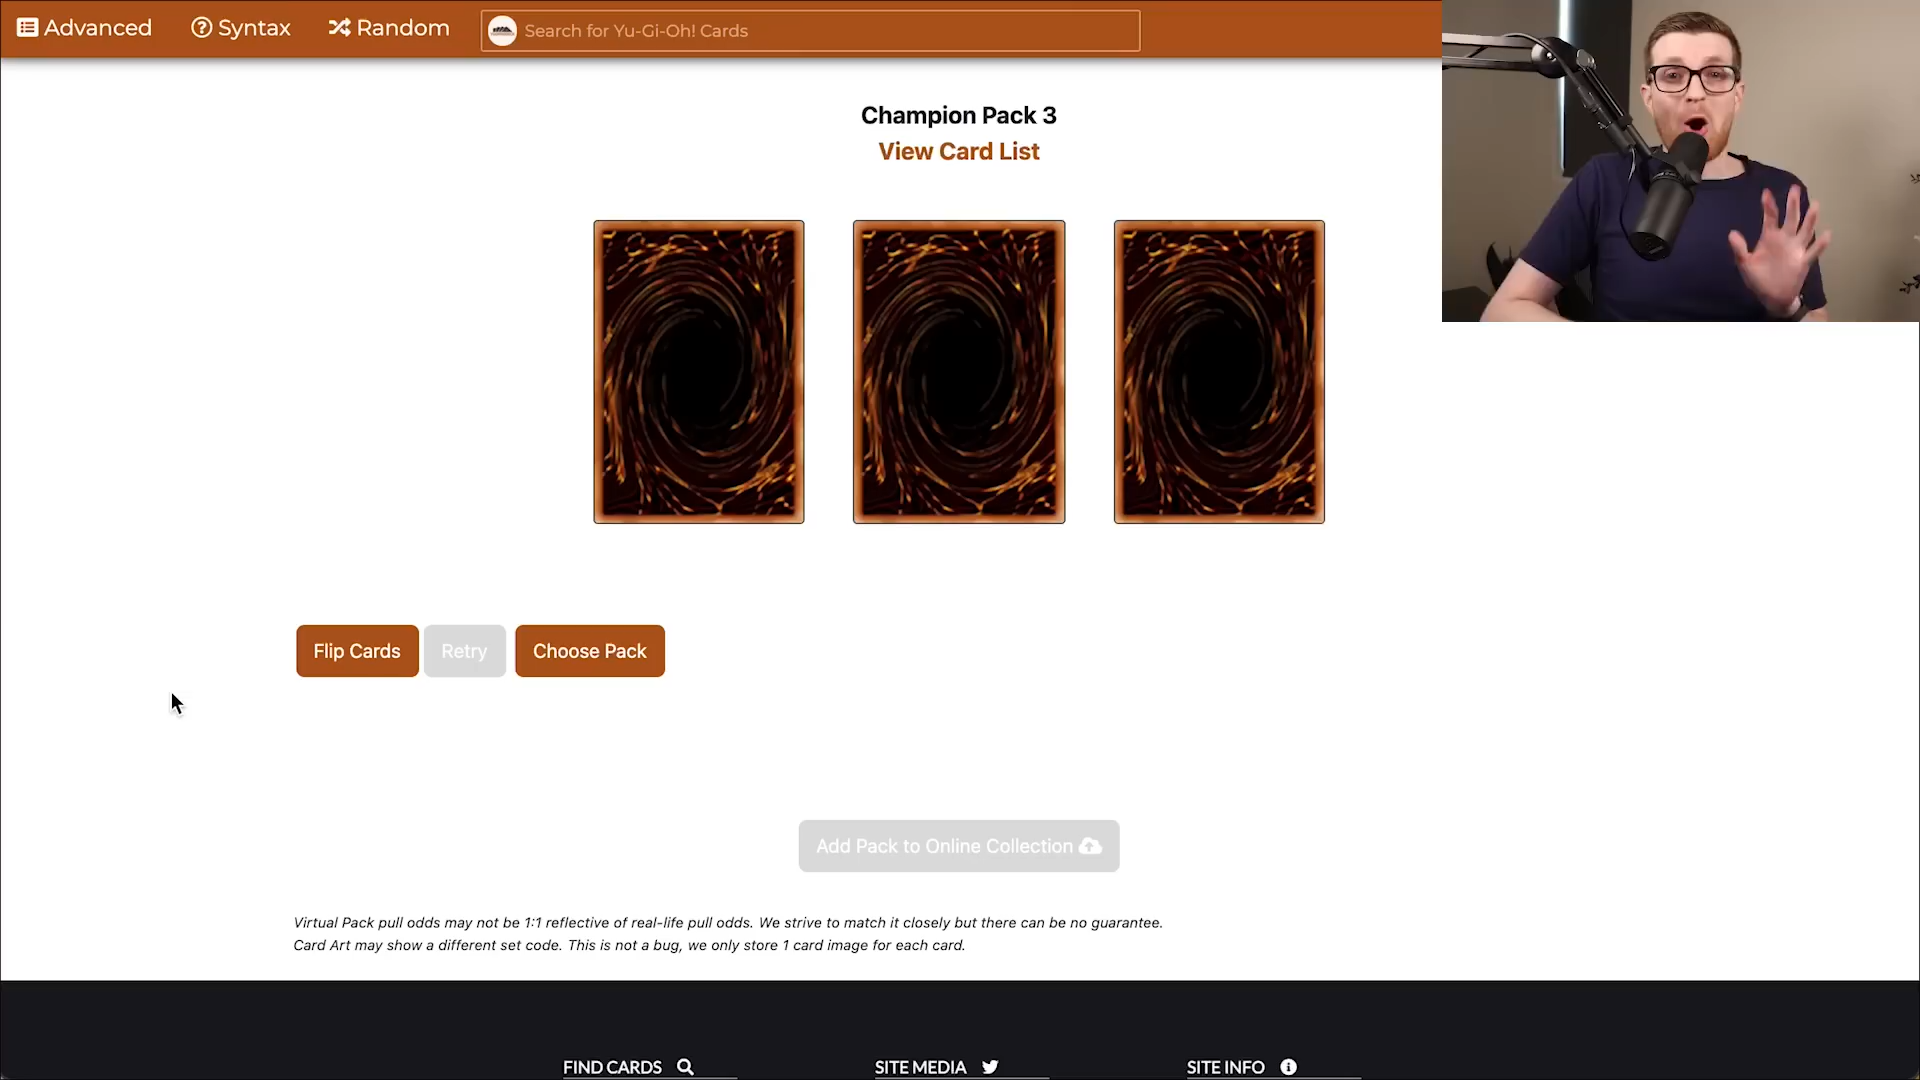 Advanced
Syntax
Random
Search for Yu-Gi-Oh! Cards
Champion Pack 3
View Card List
Flip Cards
Retry
Choose Pack
Add Pack to Online Collection
Virtual Pack pull odds may not be 1:1 reflective of real-life pull odds. We strive to match it closely but there can be no guarantee.
Card Art may show a different set code. This is not a bug, we only store 1 card image for each card.
FIND CARDS
SITE MEDIA
SITE INFO